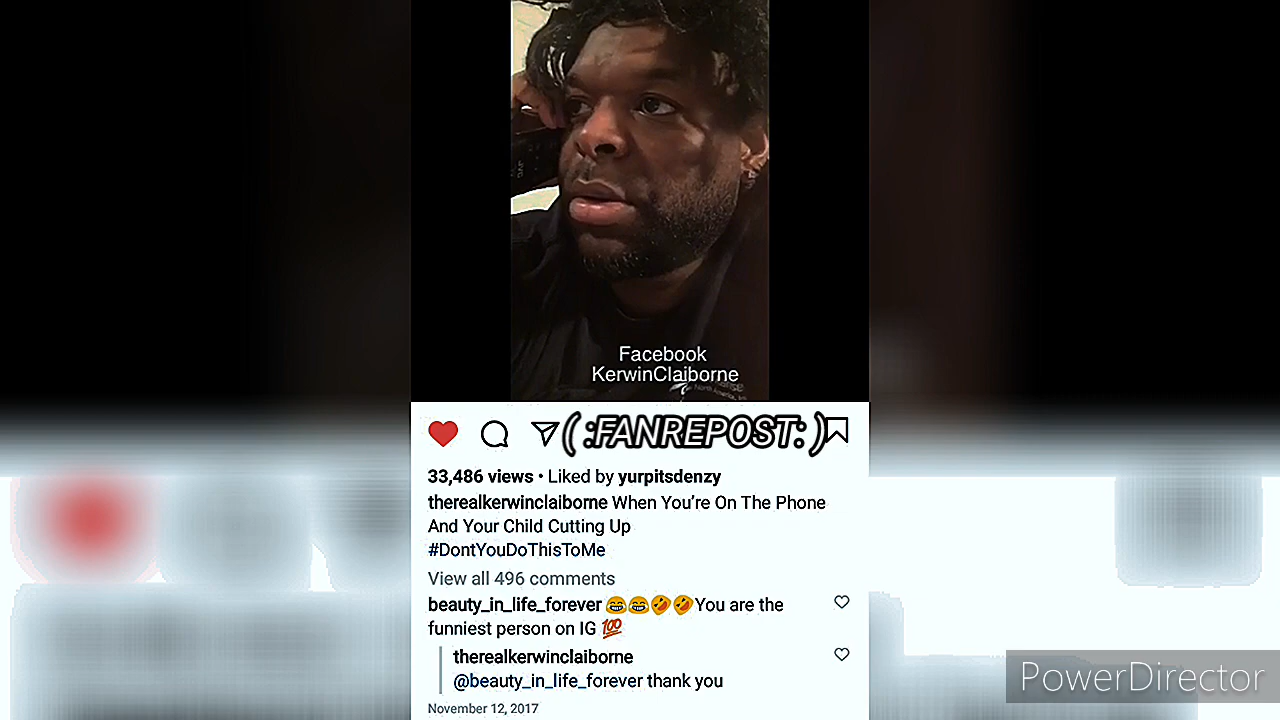 Facebook
KerwinClaiborne
( :FANREPOST: )
33,486 views • Liked by yurpitsdenzy
therealkerwinclaiborne When You’re On The Phone
And Your Child Cutting Up
#DontYouDoThisToMe
View all 496 comments
beauty_in_life_forever 😂😂🤣🤣You are the
funniest person on IG 💯
therealkerwinclaiborne
@beauty_in_life_forever thank you
November 12, 2017
PowerDirector